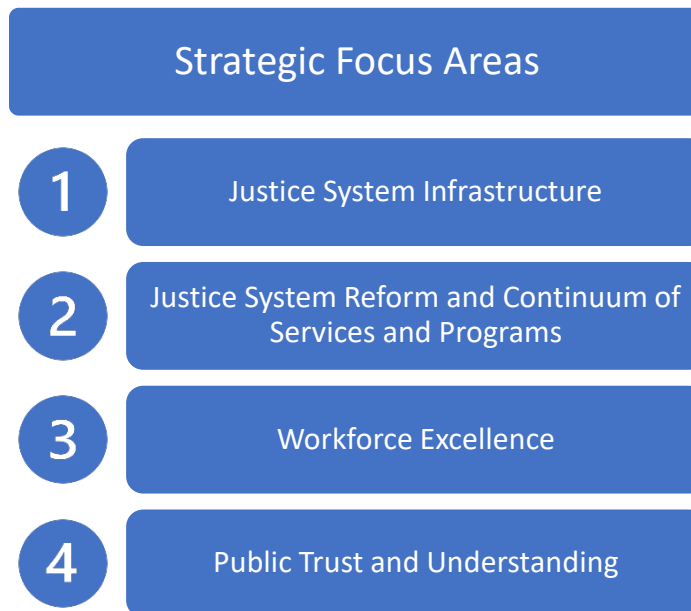 Strategic Focus Areas
1
Justice System Infrastructure
2
Justice System Reform and Continuum of
Services and Programs
3
Workforce Excellence
4
Public Trust and Understanding